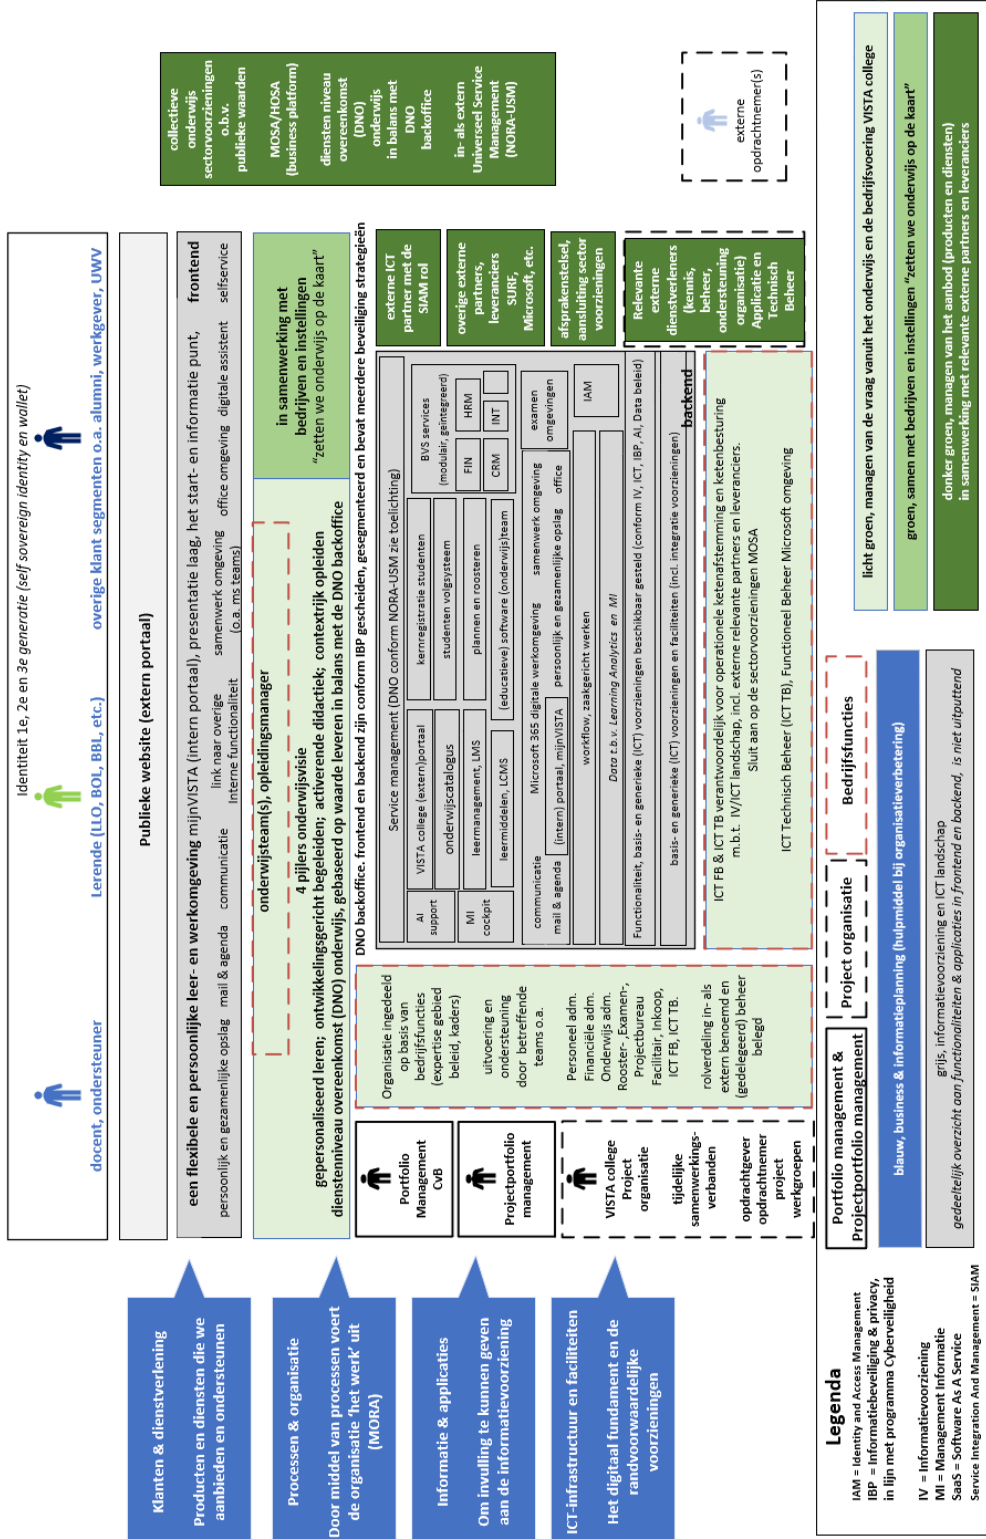 Identiteit 1e, 2e en 3e generatie (self sovereign identity en wallet)
docent, ondersteuner
Lerende (LLO, BOL, BBL, etc.)
overige klant segmenten o.a. alumni, werkgever, UWV
Klanten & dienstverlening
Producten en diensten die we
aanbieden en ondersteunen
Publieke website (extern portaal)
een flexibele en persoonlijke leer- en werkomgeving mijnVISTA (intern portaal), presentatie laag, het start- en informatie punt,
frontend
persoonlijk en gezamenlijke opslag
mail & agenda
communicatie
link naar overige
Interne functionaliteit
samenwerk omgeving
(o.a. ms teams)
office omgeving
digitale assistent
selfservice
collectieve
onderwijs
sectorvoorzieningen
o.b.v.
publieke waarden
MOSA/HOSA
(business platform)
diensten niveau
overeenkomst
(DNO)
onderwijs
in balans met
DNO
backoffice
in- als extern
Universeel Service
Management
(NORA-USM)
Processen & organisatie
Door middel van processen voert
de organisatie 'het werk' uit
(MORA)
onderwijsteam(s), opleidingsmanager
4 pijlers onderwijsvisie
gepersonaliseerd leren; ontwikkelingsgericht begeleiden; activerende didactiek; contextrijk opleiden
dienstenniveau overeenkomst (DNO) onderwijs, gebaseerd op waarde leveren in balans met de DNO backoffice
in samenwerking met
bedrijven en instellingen
"zetten we onderwijs op de kaart"
DNO backoffice. frontend en backend zijn conform IBP gescheiden, gesegmenteerd en bevat meerdere beveiliging strategieën
Informatie & applicaties
Om invulling te kunnen geven
aan de informatievoorziening
ICT-infrastructuur en faciliteiten
Het digitaal fundament en de
randvoorwaardelijke
voorzieningen
Portfolio
Management
CvB
Projectportfolio
management
VISTA college
Project
organisatie
tijdelijke
samenwerkings-
verbanden
opdrachtgever
opdrachtnemer
project
werkgroepen
Organisatie ingedeeld
op basis van
bedrijfsfuncties
(expertise gebied
beleid, kaders)
uitvoering en
ondersteuning
door betreffende
teams o.a.
Personeel adm.
Financiële adm.
Onderwijs adm.
Rooster- ,Examen-,
Projectbureau
Facilitair, Inkoop,
ICT FB, ICT TB.
rolverdeling in- als
extern benoemd en
(gedelegeerd) beheer
belegd
Service management (DNO conform NORA-USM zie toelichting)
AI
support
VISTA college (extern)portaal
kernregistratie studenten
onderwijscatalogus
studenten volgsysteem
BVS services
(modulair, geïntegreerd)
FIN
HRM
CRM
INT
MI
cockpit
leermanagement, LMS
plannen en roosteren
leermiddelen, LCMS
(educatieve) software (onderwijs)team
Microsoft 365 digitale werkomgeving
communicatie
samenwerk omgeving
mail & agenda
(intern) portaal, mijnVISTA
persoonlijk en gezamenlijke opslag
office
examen
omgevingen
workflow, zaakgericht werken
IAM
Data t.b.v. Learning Analytics en MI
Functionaliteit, basis- en generieke (ICT) voorzieningen beschikbaar gesteld (conform IV, ICT, IBP, AI, Data beleid)
basis- en generieke (ICT) voorzieningen en faciliteiten (incl. integratie voorzieningen)
backend
ICT FB & ICT TB verantwoordelijk voor operationele ketenafstemming en ketenbesturing
m.b.t. IV/ICT landschap, incl. externe relevante partners en leveranciers.
Sluit aan op de sectorvoorzieningen MOSA
ICT Technisch Beheer (ICT TB), Functioneel Beheer Microsoft omgeving
externe ICT
partner met de
SIAM rol
overige externe
partners,
leveranciers
SURF,
Microsoft, etc.
afsprakenstelsel,
aansluiting sector
voorzieningen
Relevante
externe
dienstverleners
(kennis,
beheer,
ondersteuning
organisatie)
Applicatie en
Technisch
Beheer
externe
opdrachtnemer(s)
Legenda
IAM = Identity and Access Management
IBP = Informatiebeveiliging & privacy,
in lijn met programma Cyberveiligheid
IV = Informatievoorziening
MI = Management Informatie
SaaS = Software As A Service
Service Integration And Management = SIAM
Portfolio management &
Projectportfolio management
Project organisatie
Bedrijfsfuncties
blauw, business & informatieplanning (hulpmiddel bij organisatieverbetering)
grijs, informatievoorziening en ICT landschap
gedeeltelijk overzicht aan functionaliteiten & applicaties in frontend en backend, is niet uitputtend
licht groen, managen van de vraag vanuit het onderwijs en de bedrijfsvoering VISTA college
groen, samen met bedrijven en instellingen "zetten we onderwijs op de kaart"
donker groen, managen van het aanbod (producten en diensten)
in samenwerking met relevante externe partners en leveranciers